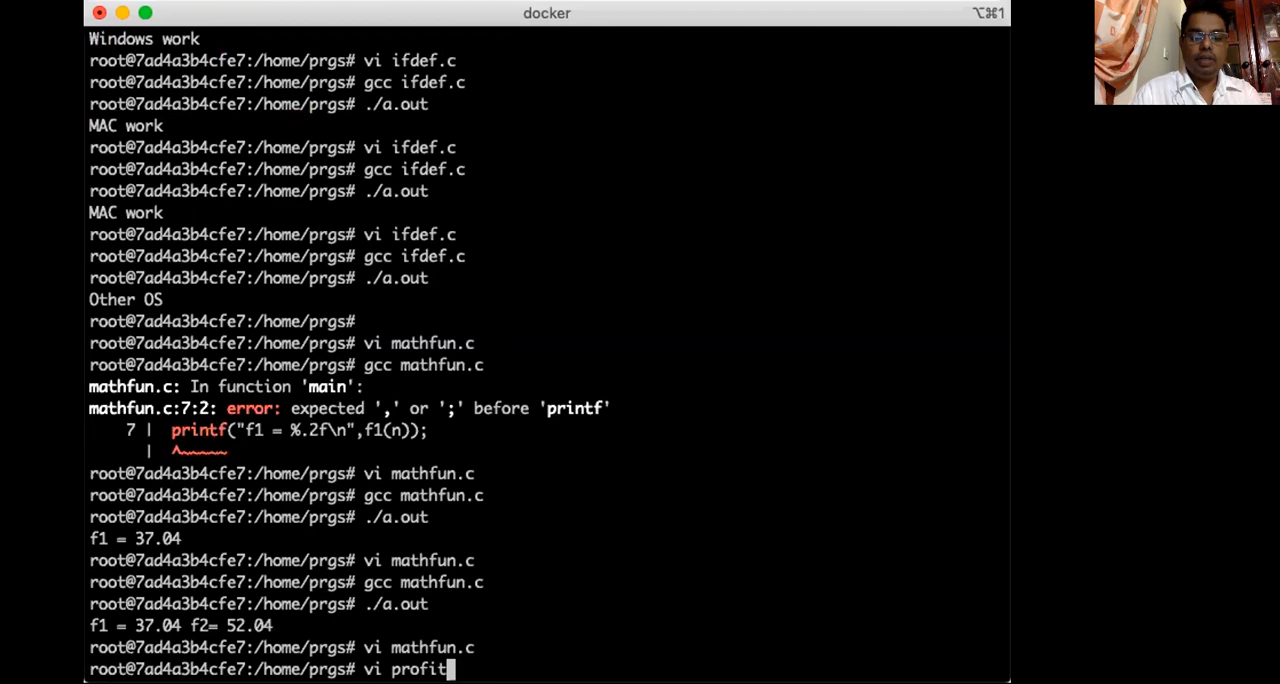 docker
⌥⌘1
Windows work
root@7ad4a3b4cfe7:/home/prgs# vi ifdef.c
root@7ad4a3b4cfe7:/home/prgs# gcc ifdef.c
root@7ad4a3b4cfe7:/home/prgs# ./a.out
MAC work
root@7ad4a3b4cfe7:/home/prgs# vi ifdef.c
root@7ad4a3b4cfe7:/home/prgs# gcc ifdef.c
root@7ad4a3b4cfe7:/home/prgs# ./a.out
MAC work
root@7ad4a3b4cfe7:/home/prgs# vi ifdef.c
root@7ad4a3b4cfe7:/home/prgs# gcc ifdef.c
root@7ad4a3b4cfe7:/home/prgs# ./a.out
Other OS
root@7ad4a3b4cfe7:/home/prgs#
root@7ad4a3b4cfe7:/home/prgs# vi mathfun.c
root@7ad4a3b4cfe7:/home/prgs# gcc mathfun.c
mathfun.c: In function 'main':
mathfun.c:7:2: error: expected ',' or ';' before 'printf'
    7 |  printf("f1 = %.2f\n",f1(n));
      |  ^~~~~~
root@7ad4a3b4cfe7:/home/prgs# vi mathfun.c
root@7ad4a3b4cfe7:/home/prgs# gcc mathfun.c
root@7ad4a3b4cfe7:/home/prgs# ./a.out
f1 = 37.04
root@7ad4a3b4cfe7:/home/prgs# vi mathfun.c
root@7ad4a3b4cfe7:/home/prgs# gcc mathfun.c
root@7ad4a3b4cfe7:/home/prgs# ./a.out
f1 = 37.04 f2= 52.04
root@7ad4a3b4cfe7:/home/prgs# vi mathfun.c
root@7ad4a3b4cfe7:/home/prgs# vi profit